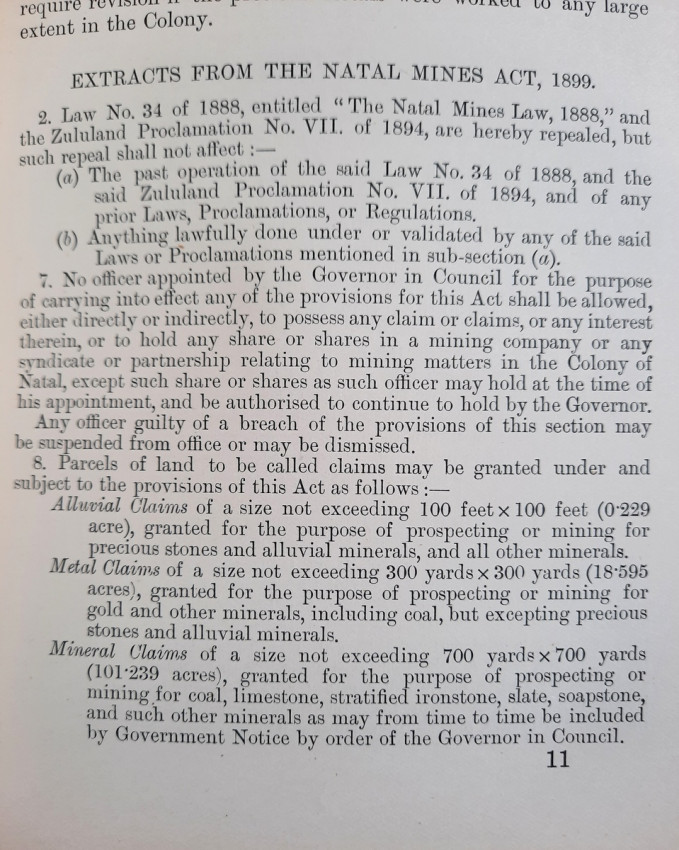 to any large
extent in the Colony.
EXTRACTS FROM THE NATAL MINES ACT, 1899.
2. Law No. 34 of 1888, entitled “The Natal Mines Law, 1888,” and
the Zululand Proclamation No. VII. of 1894, are hereby repealed, but
such repeal shall not affect :—
(a) The past operation of the said Law No. 34 of 1888, and the
said Zululand Proclamation No. VII. of 1894, and of any
prior Laws, Proclamations, or Regulations.
(b) Anything lawfully done under or validated by any of the said
Laws or Proclamations mentioned in sub-section (a).
7. No officer appointed by the Governor in Council for the purpose
of carrying into effect any of the provisions for this Act shall be allowed,
either directly or indirectly, to possess any claim or claims, or any interest
therein, or to hold any share or shares in a mining company or any
syndicate or partnership relating to mining matters in the Colony of
Natal, except such share or shares as such officer may hold at the time of
his appointment, and be authorised to continue to hold by the Governor.
Any officer guilty of a breach of the provisions of this section may
be suspended from office or may be dismissed.
8. Parcels of land to be called claims may be granted under and
subject to the provisions of this Act as follows :—
Alluvial Claims of a size not exceeding 100 feet × 100 feet (0·229
acre), granted for the purpose of prospecting or mining for
precious stones and alluvial minerals, and all other minerals.
Metal Claims of a size not exceeding 300 yards × 300 yards (18·595
acres), granted for the purpose of prospecting or mining for
gold and other minerals, including coal, but excepting precious
stones and alluvial minerals.
Mineral Claims of a size not exceeding 700 yards × 700 yards
(101·239 acres), granted for the purpose of prospecting or
mining for coal, limestone, stratified ironstone, slate, soapstone,
and such other minerals as may from time to time be included
by Government Notice by order of the Governor in Council.
11